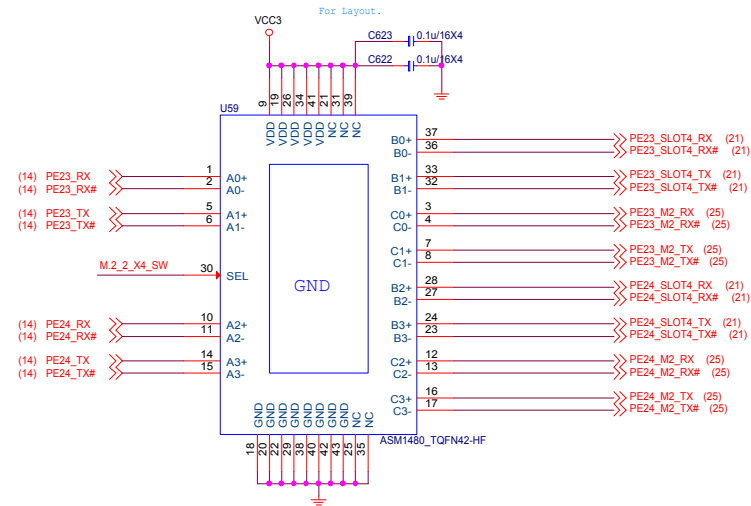 For Layout.
VCC3
C623 0.1u/16X4
C622 0.1u/16X4
9 19 26 34 41 21 31 39
U59
VDD VDD VDD VDD VDD VDD NC NC NC
37 B0+ PE23_SLOT4_RX (21)
36 B0- PE23_SLOT4_RX# (21)
(14) PE23_RX 1 A0+
(14) PE23_RX# 2 A0-
33 B1+ PE23_SLOT4_TX (21)
32 B1- PE23_SLOT4_TX# (21)
(14) PE23_TX 5 A1+
(14) PE23_TX# 6 A1-
3 C0+ PE23_M2_RX (25)
4 C0- PE23_M2_RX# (25)
7 C1+ PE23_M2_TX (25)
8 C1- PE23_M2_TX# (25)
M.2_2_X4_SW 30 SEL
GND
28 B2+ PE24_SLOT4_RX (21)
27 B2- PE24_SLOT4_RX# (21)
(14) PE24_RX 10 A2+
(14) PE24_RX# 11 A2-
24 B3+ PE24_SLOT4_TX (21)
23 B3- PE24_SLOT4_TX# (21)
(14) PE24_TX 14 A3+
(14) PE24_TX# 15 A3-
12 C2+ PE24_M2_RX (25)
13 C2- PE24_M2_RX# (25)
16 C3+ PE24_M2_TX (25)
17 C3- PE24_M2_TX# (25)
GND GND GND GND GND GND GND GND NC NC
ASM1480_TQFN42-HF
18 20 22 29 38 40 42 43 25 35